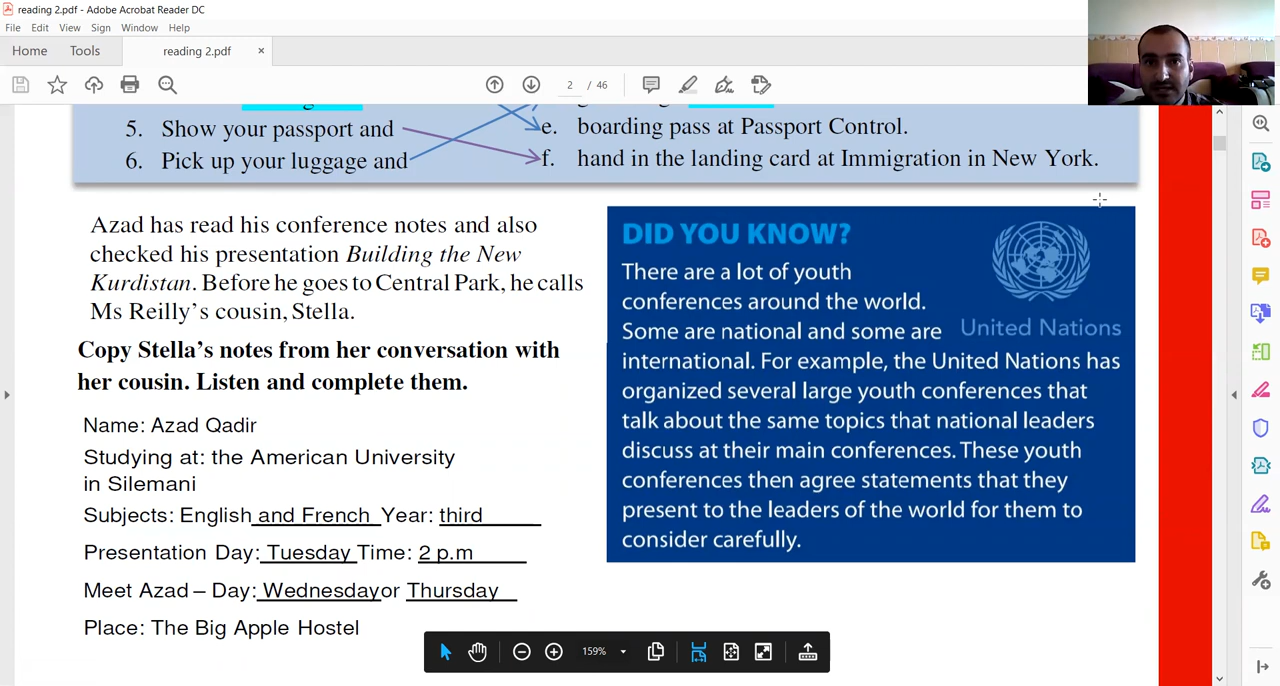 reading 2.pdf - Adobe Acrobat Reader DC
File Edit View Sign Window Help
Home Tools reading 2.pdf ×
2 / 46
5. Show your passport and
6. Pick up your luggage and
e. boarding pass at Passport Control.
f. hand in the landing card at Immigration in New York.
Azad has read his conference notes and also
checked his presentation Building the New
Kurdistan. Before he goes to Central Park, he calls
Ms Reilly's cousin, Stella.
Copy Stella's notes from her conversation with
her cousin. Listen and complete them.
Name: Azad Qadir
Studying at: the American University
in Silemani
Subjects: English and French Year: third
Presentation Day: Tuesday Time: 2 p.m
Meet Azad – Day: Wednesday or Thursday
Place: The Big Apple Hostel
DID YOU KNOW?
There are a lot of youth
conferences around the world.
Some are national and some are
international. For example, the United Nations has
organized several large youth conferences that
talk about the same topics that national leaders
discuss at their main conferences. These youth
conferences then agree statements that they
present to the leaders of the world for them to
consider carefully.
United Nations
159%